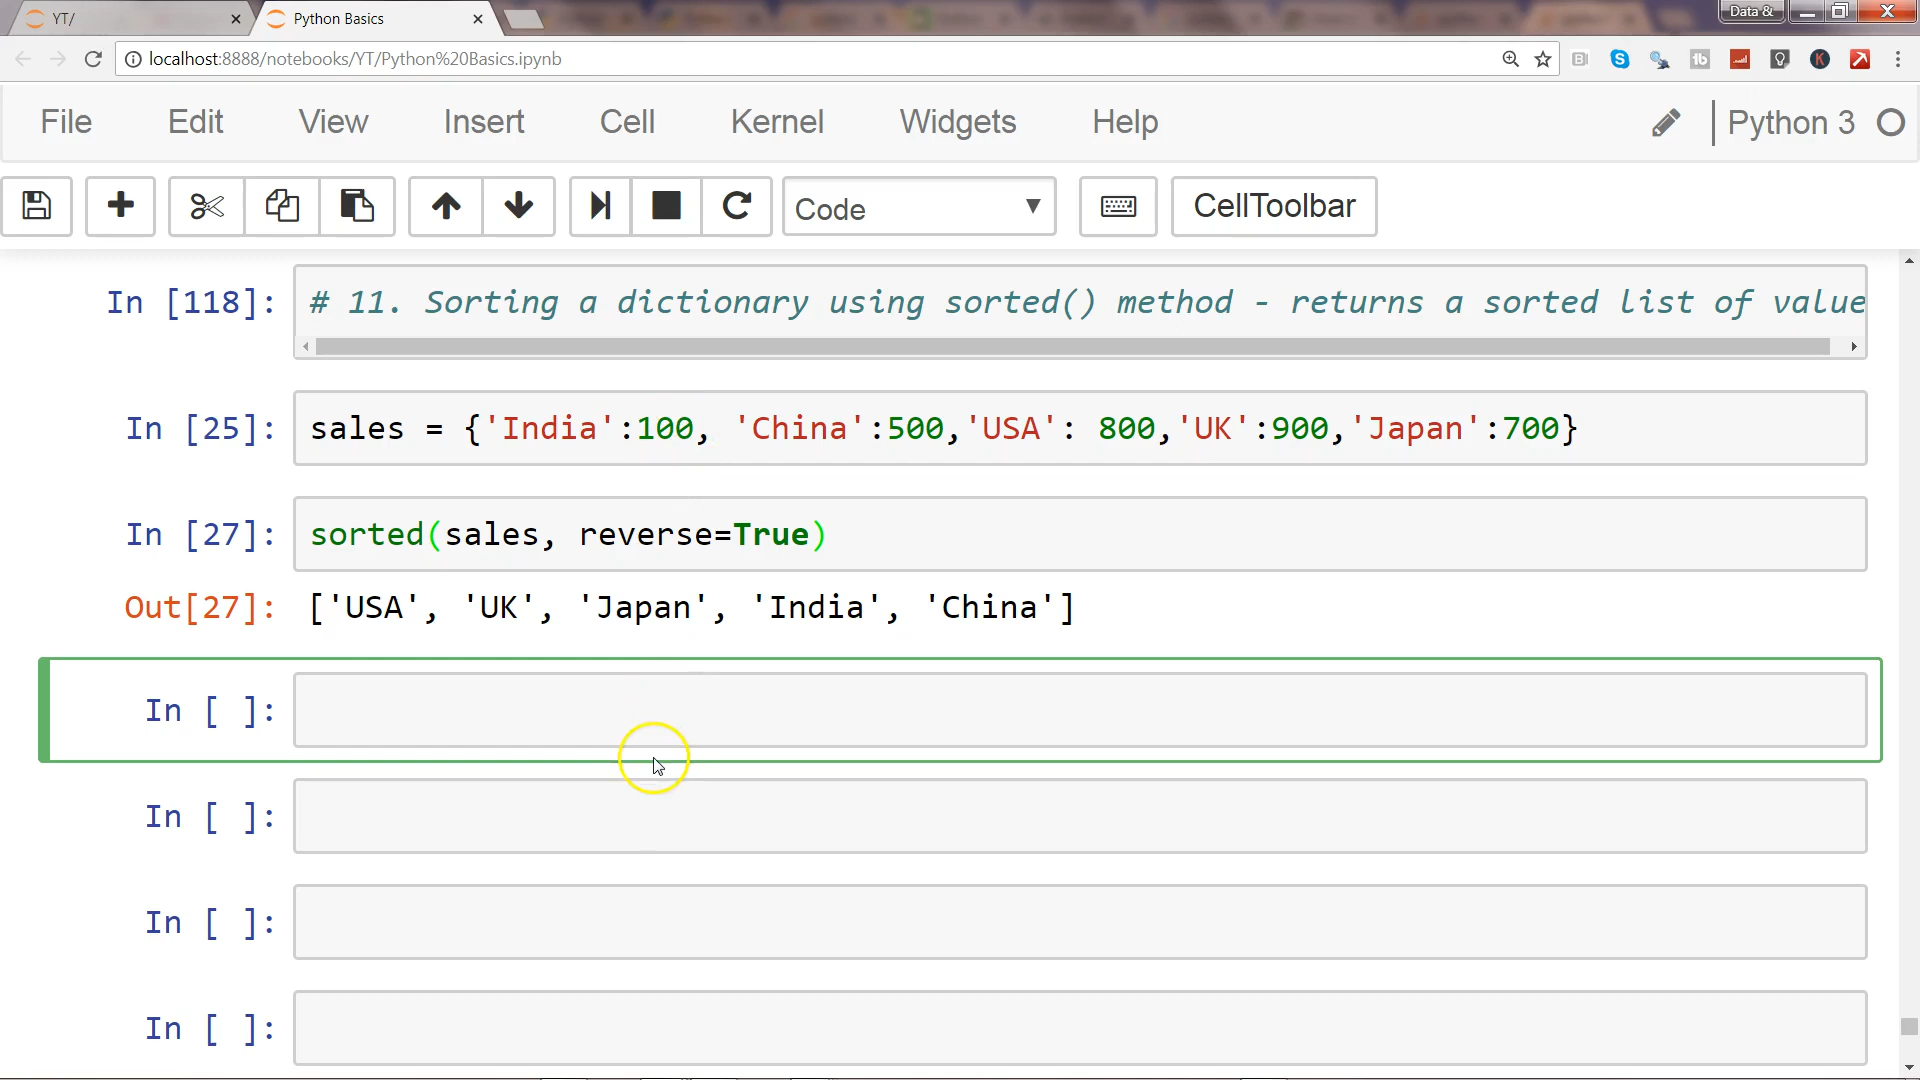 YT/
Python Basics
Data &
localhost:8888/notebooks/YT/Python%20Basics.ipynb
File Edit View Insert Cell Kernel Widgets Help Python 3
Code CellToolbar
In [118]: # 11. Sorting a dictionary using sorted() method - returns a sorted list of value
In [25]: sales = {'India':100, 'China':500,'USA': 800,'UK':900,'Japan':700}
In [27]: sorted(sales, reverse=True)
Out[27]: ['USA', 'UK', 'Japan', 'India', 'China']
In [ ]:
In [ ]:
In [ ]:
In [ ]: